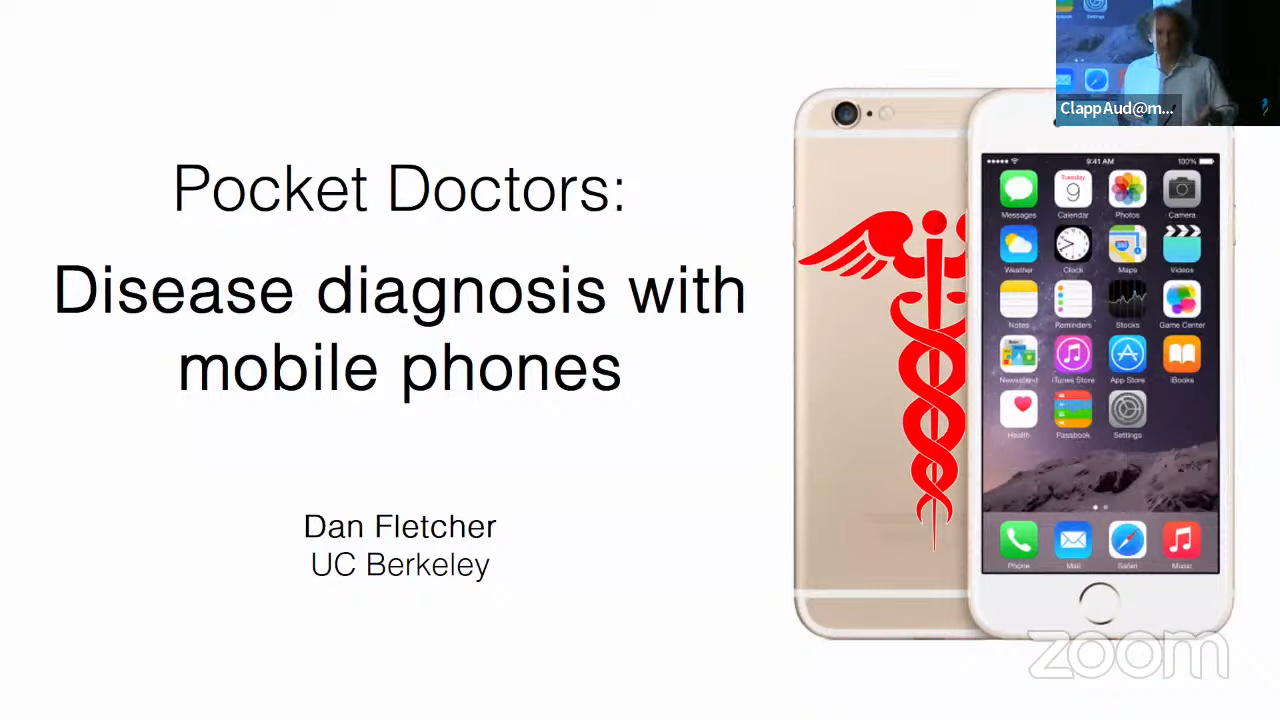 Settings
ClappAud@m...
Pocket Doctors:
Disease diagnosis with
mobile phones
Dan Fletcher
UC Berkeley
9:41 AM 100%
Tuesday
9
Messages Calendar Photos Camera
Weather Clock Maps Videos
Notes Reminders Stocks Game Center
Newsstand iTunes Store App Store iBooks
Health Passbook Settings
Phone Mail Safari Music
zoom